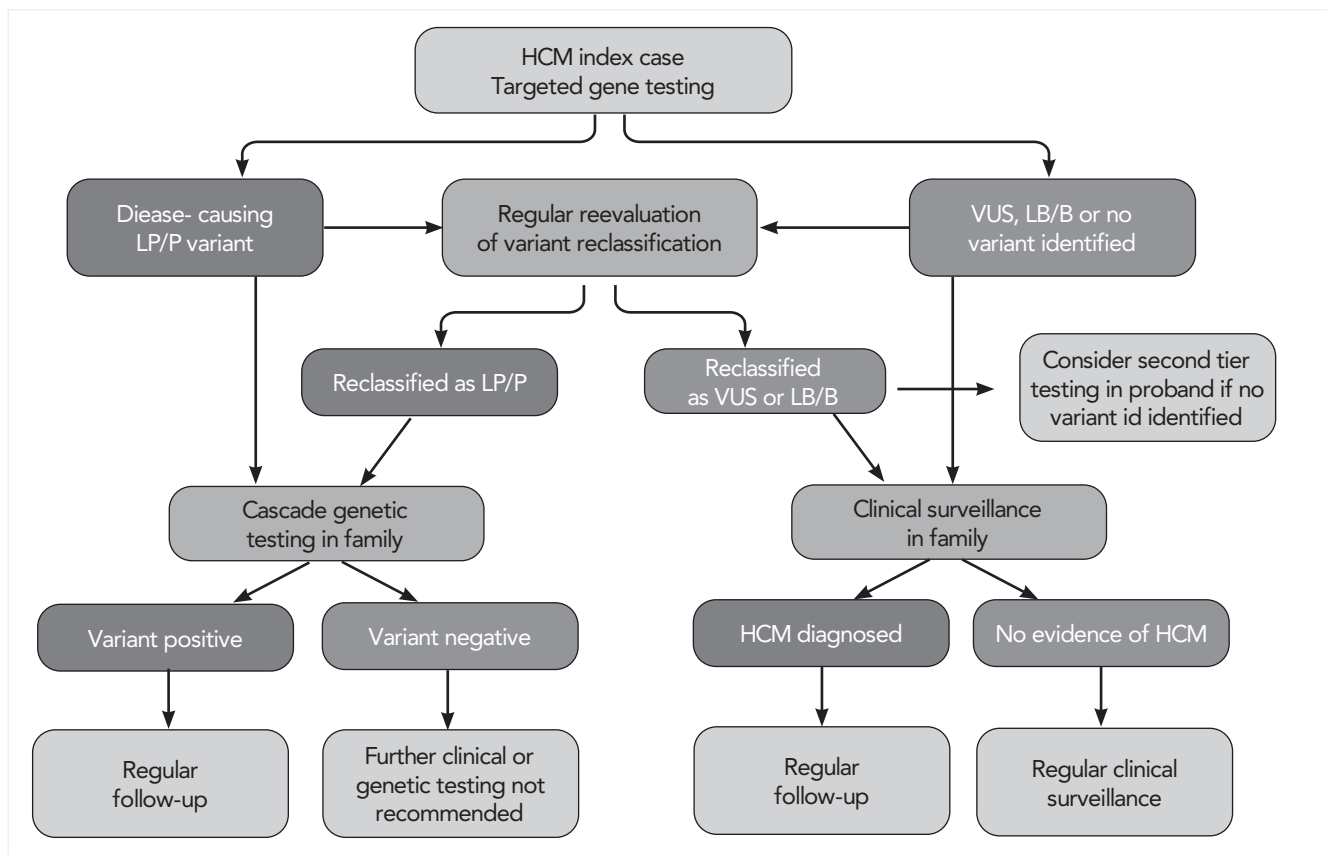 HCM index case
Targeted gene testing
Diease- causing
LP/P variant
Regular reevaluation
of variant reclassification
VUS, LB/B or no
variant identified
Reclassified as LP/P
Reclassified
as VUS or LB/B
Consider second tier
testing in proband if no
variant id identified
Cascade genetic
testing in family
Clinical surveillance
in family
Variant positive
Variant negative
HCM diagnosed
No evidence of HCM
Regular
follow-up
Further clinical or
genetic testing not
recommended
Regular
follow-up
Regular clinical
surveillance